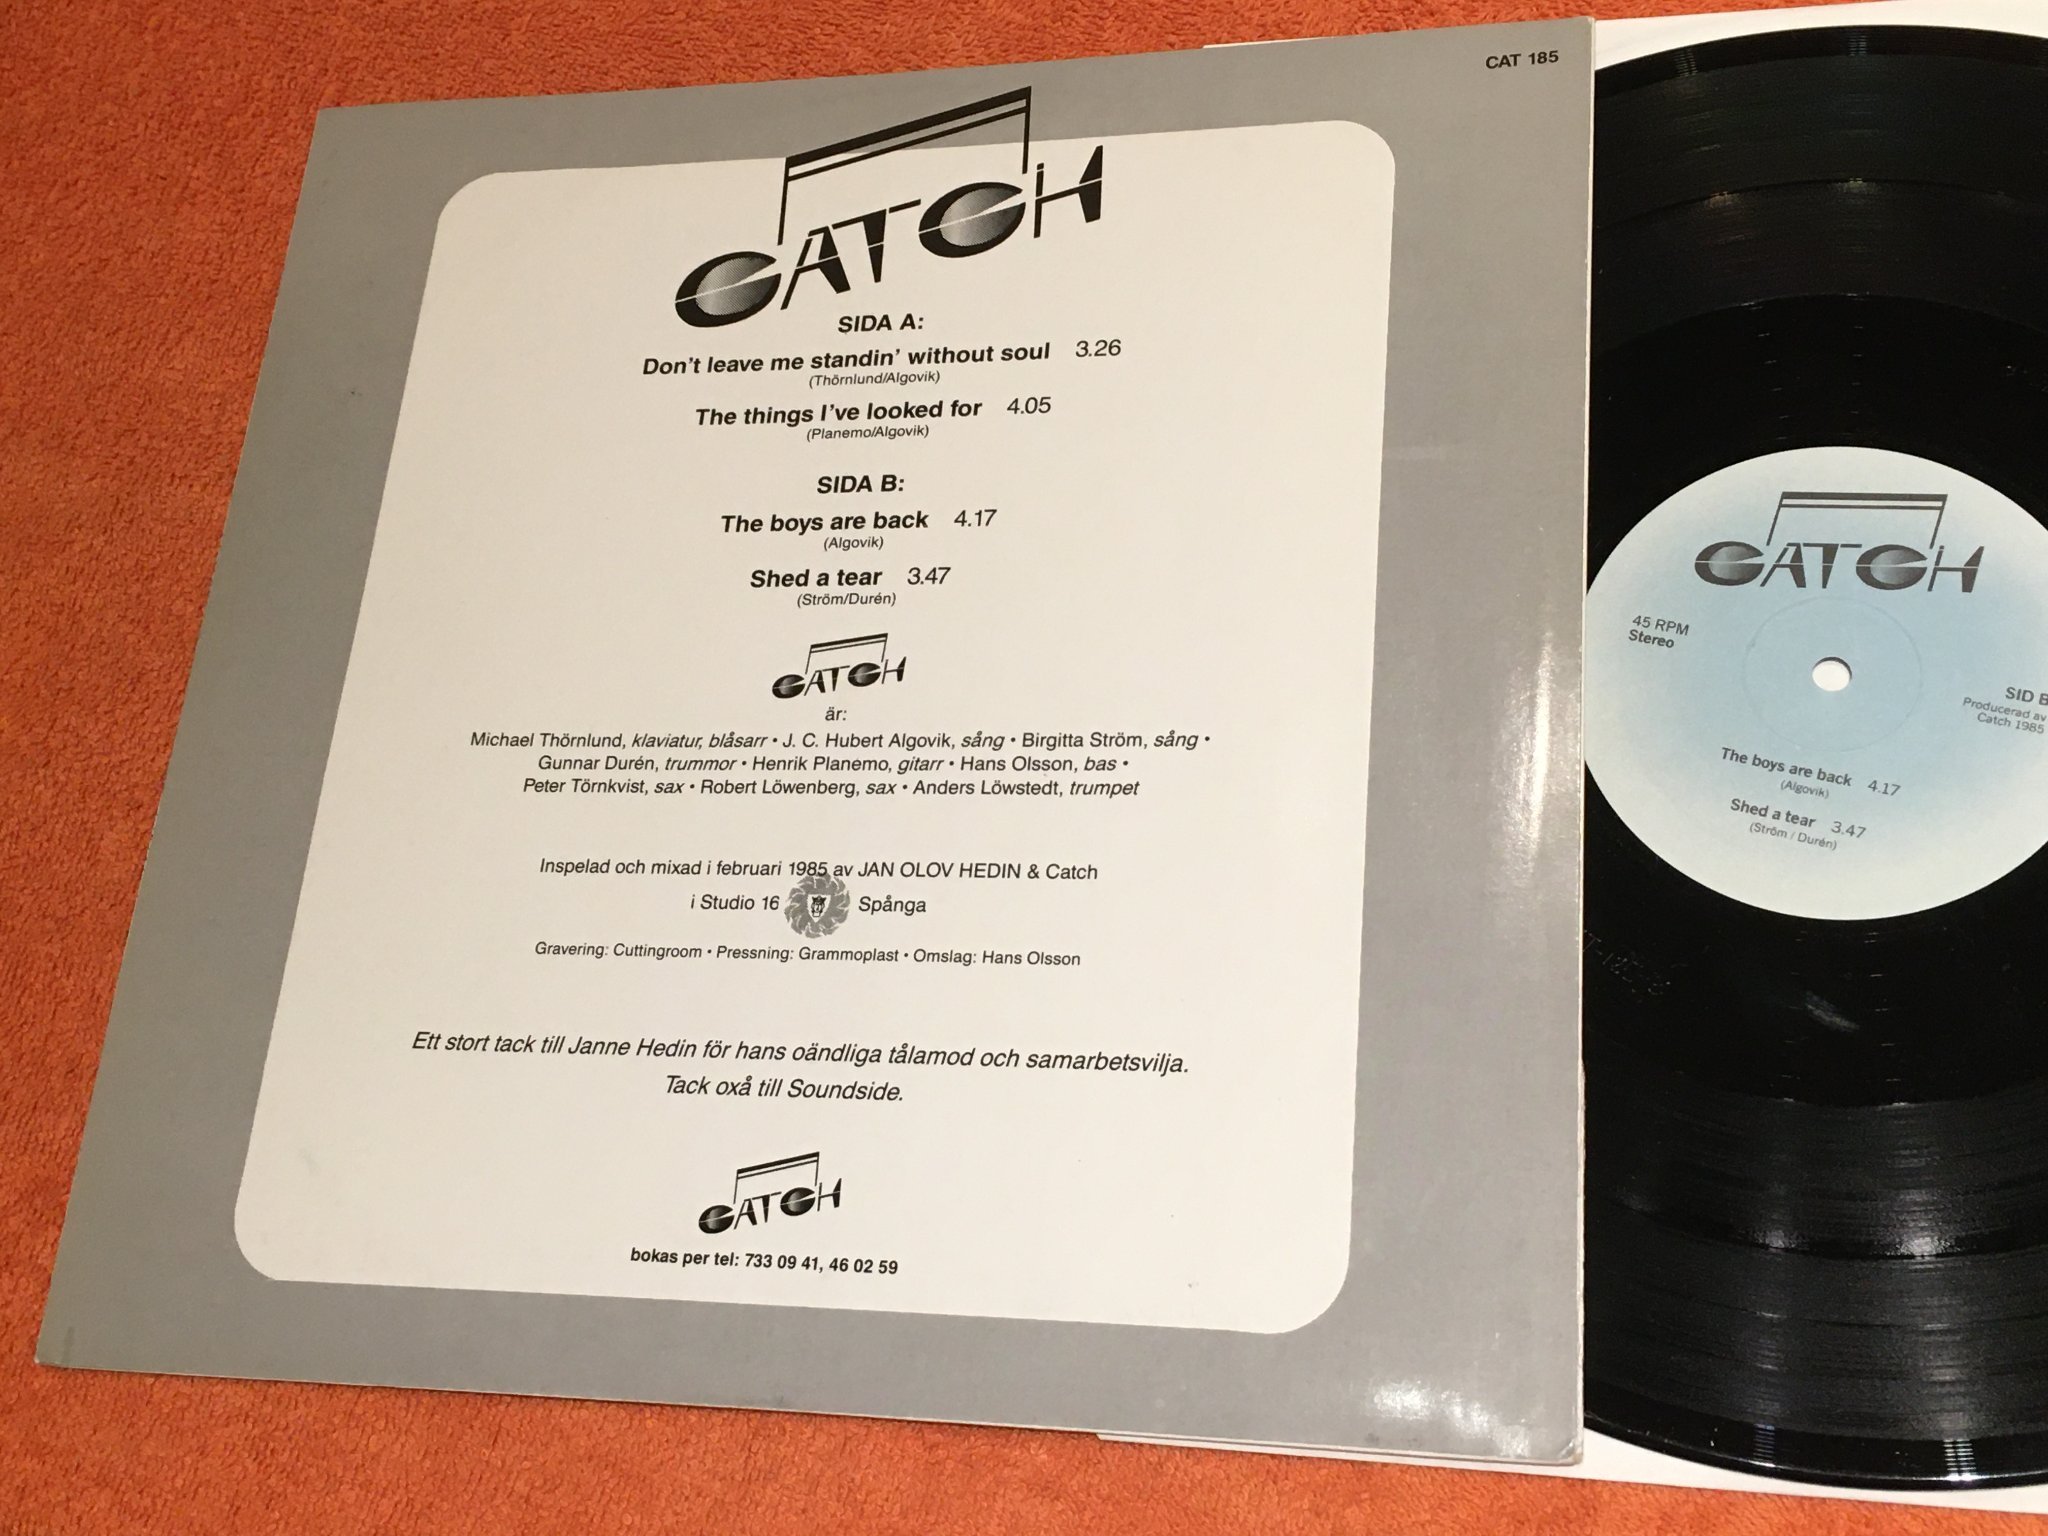 CAT 185
CATCH
SIDA A:
Don't leave me standin' without soul 3.26
(Thörnlund/Algovik)
The things I've looked for 4.05
(Planemo/Algovik)
SIDA B:
The boys are back 4.17
(Algovik)
Shed a tear 3.47
(Ström/Durén)
CATCH
är:
Michael Thörnlund, klaviatur, blåsarr • J. C. Hubert Algovik, sång • Birgitta Ström, sång •
Gunnar Durén, trummor • Henrik Planemo, gitarr • Hans Olsson, bas •
Peter Törnkvist, sax • Robert Löwenberg, sax • Anders Löwstedt, trumpet
Inspelad och mixad i februari 1985 av JAN OLOV HEDIN & Catch
i Studio 16 Spånga
Gravering: Cuttingroom • Pressning: Grammoplast • Omslag: Hans Olsson
Ett stort tack till Janne Hedin för hans oändliga tålamod och samarbetsvilja.
Tack oxå till Soundside.
CATCH
bokas per tel: 733 09 41, 46 02 59
CATCH
45 RPM
Stereo
SID B
Producerad av
Catch 1985
The boys are back 4.17
(Algovik)
Shed a tear 3.47
(Ström / Durén)